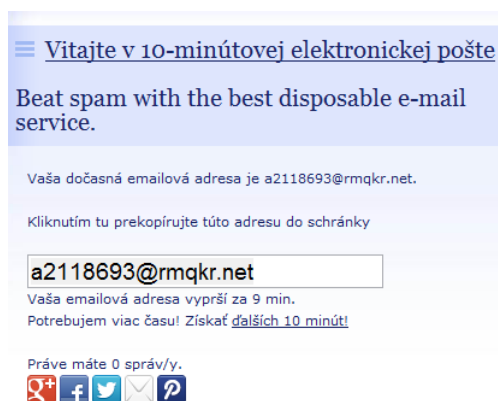 Vitajte v 10-minútovej elektronickej pošte
Beat spam with the best disposable e-mail
service.
Vaša dočasná emailová adresa je a2118693@rmqkr.net.
Kliknutím tu prekopírujte túto adresu do schránky
a2118693@rmqkr.net
Vaša emailová adresa vyprší za 9 min.
Potrebujem viac času! Získať ďalších 10 minút!
Práve máte 0 správ/y.